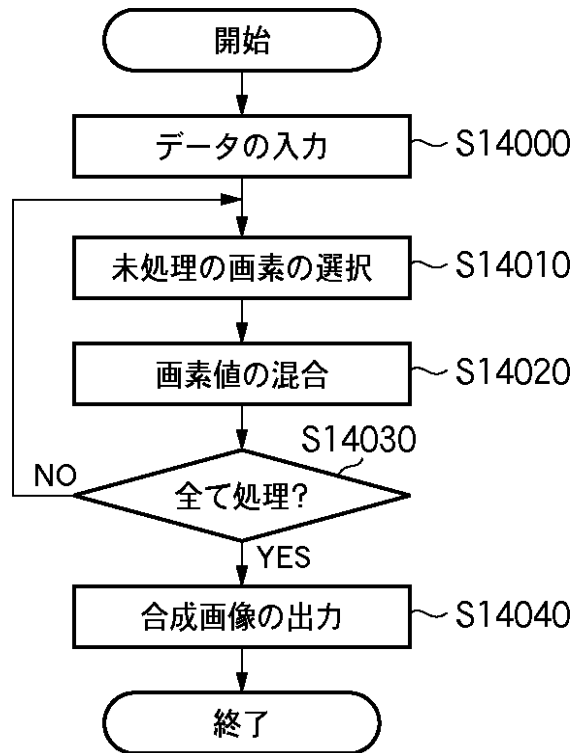 開始
データの入力 S14000
未処理の画素の選択 S14010
画素値の混合 S14020
S14030
NO 全て処理?
YES
合成画像の出力 S14040
終了